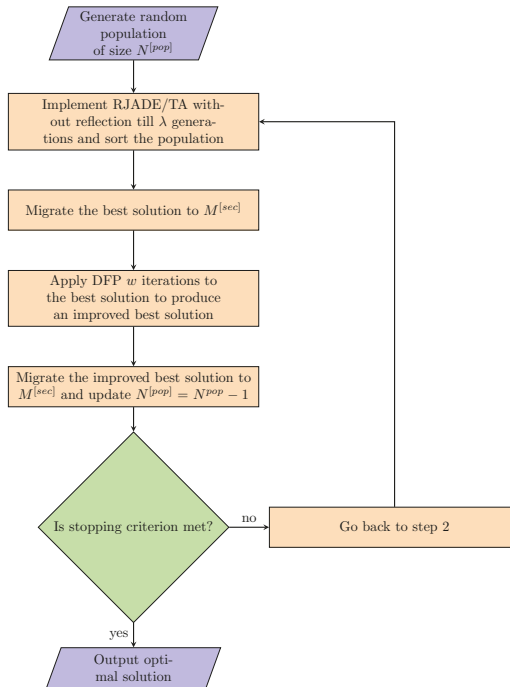 Generate random
population
of size N^[pop]
Implement RJADE/TA with-
out reflection till λ genera-
tions and sort the population
Migrate the best solution to M^[sec]
Apply DFP w iterations to
the best solution to produce
an improved best solution
Migrate the improved best solution to
M^[sec] and update N^[pop] = N^pop − 1
Is stopping criterion met?
no
Go back to step 2
yes
Output opti-
mal solution